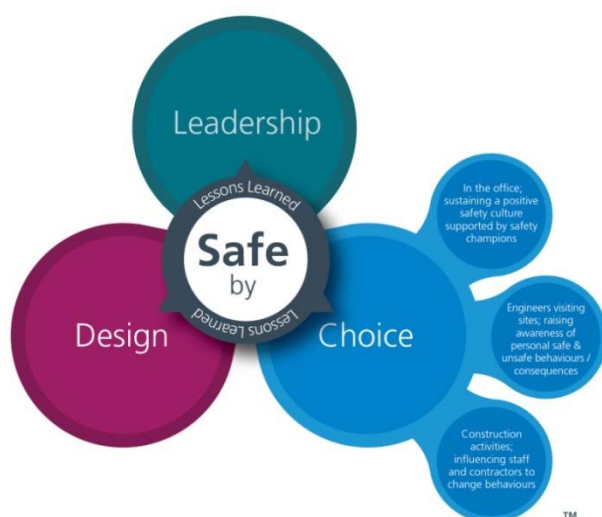 Leadership
Lessons Learned
Safe
by
Lessons Learned
Design
Choice
In the office;
sustaining a positive
safety culture
supported by safety
champions
Engineers visiting
sites; raising
awareness of
personal safe &
unsafe behaviours /
consequences
Construction
activities;
influencing staff
and contractors to
change behaviours
™